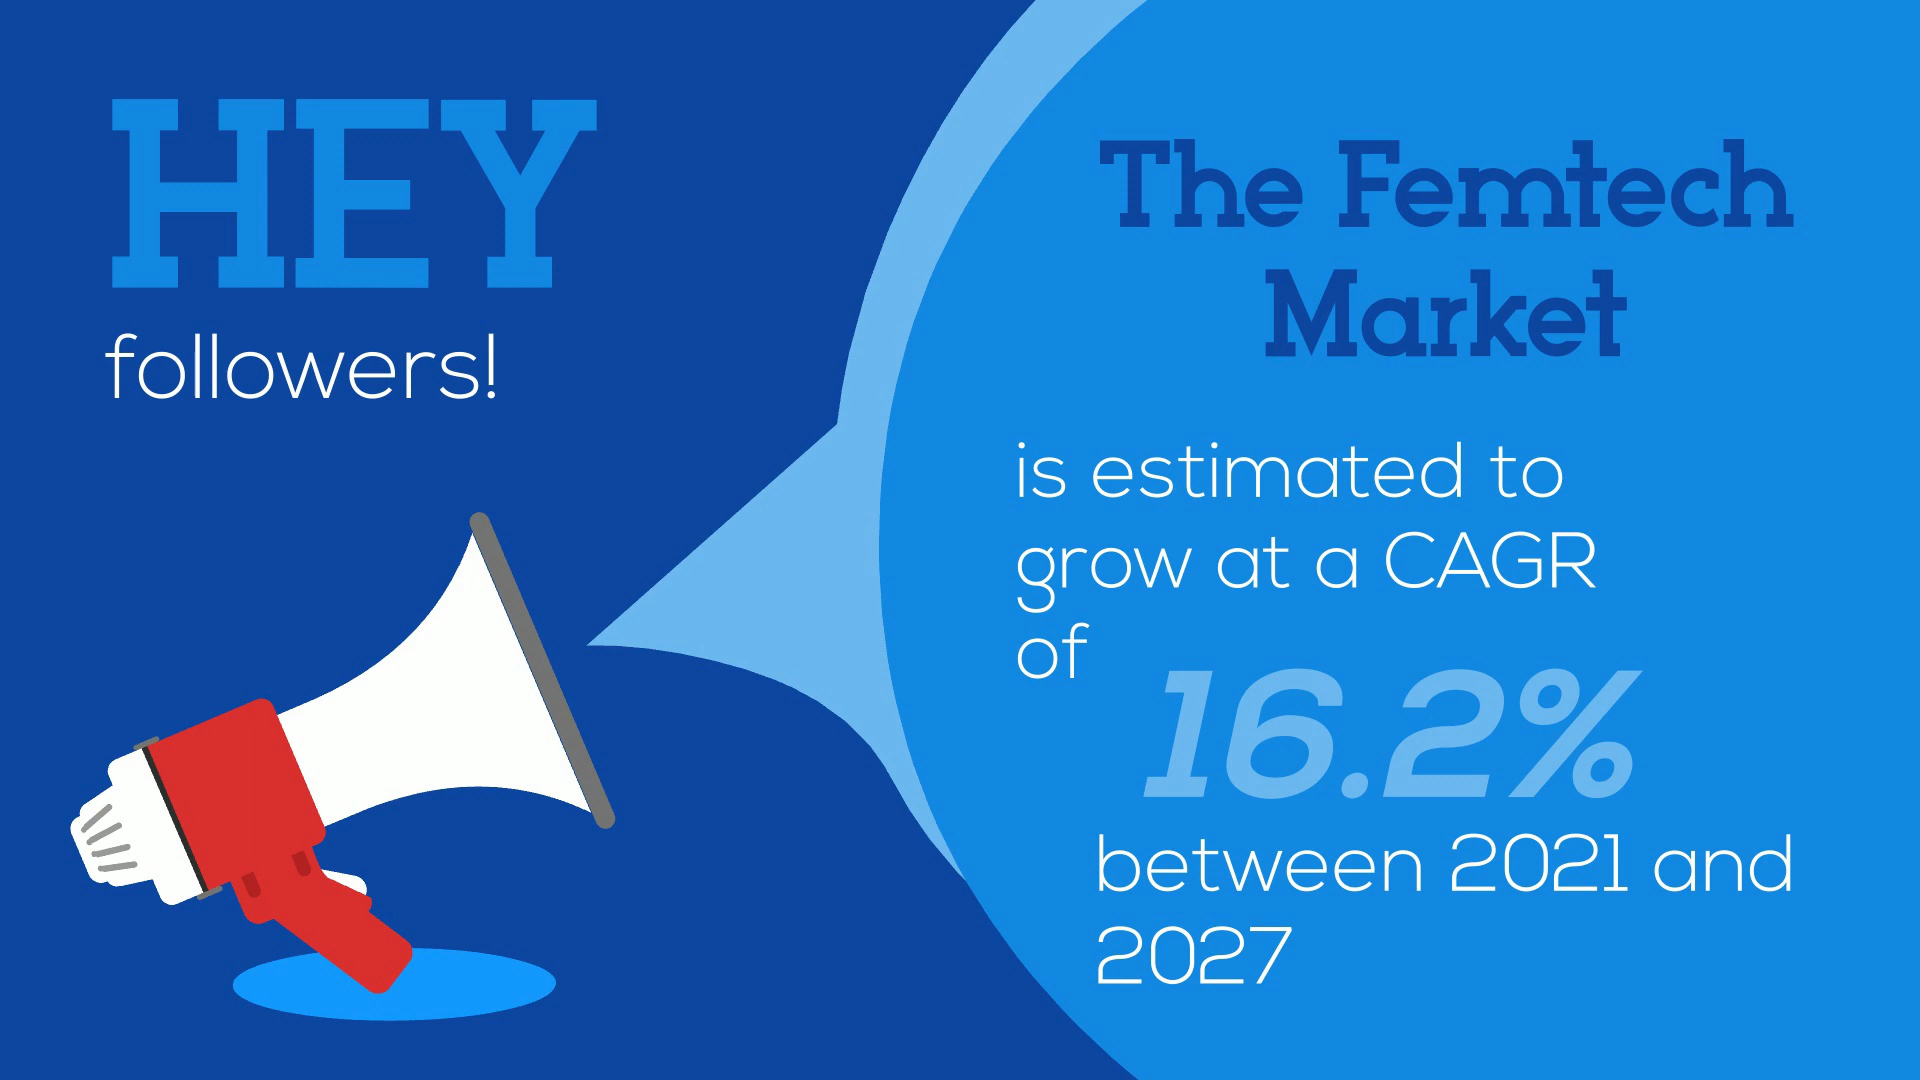 HEY
followers!
The Femtech
Market
is estimated to
grow at a CAGR
of
16.2%
between 2021 and
2027